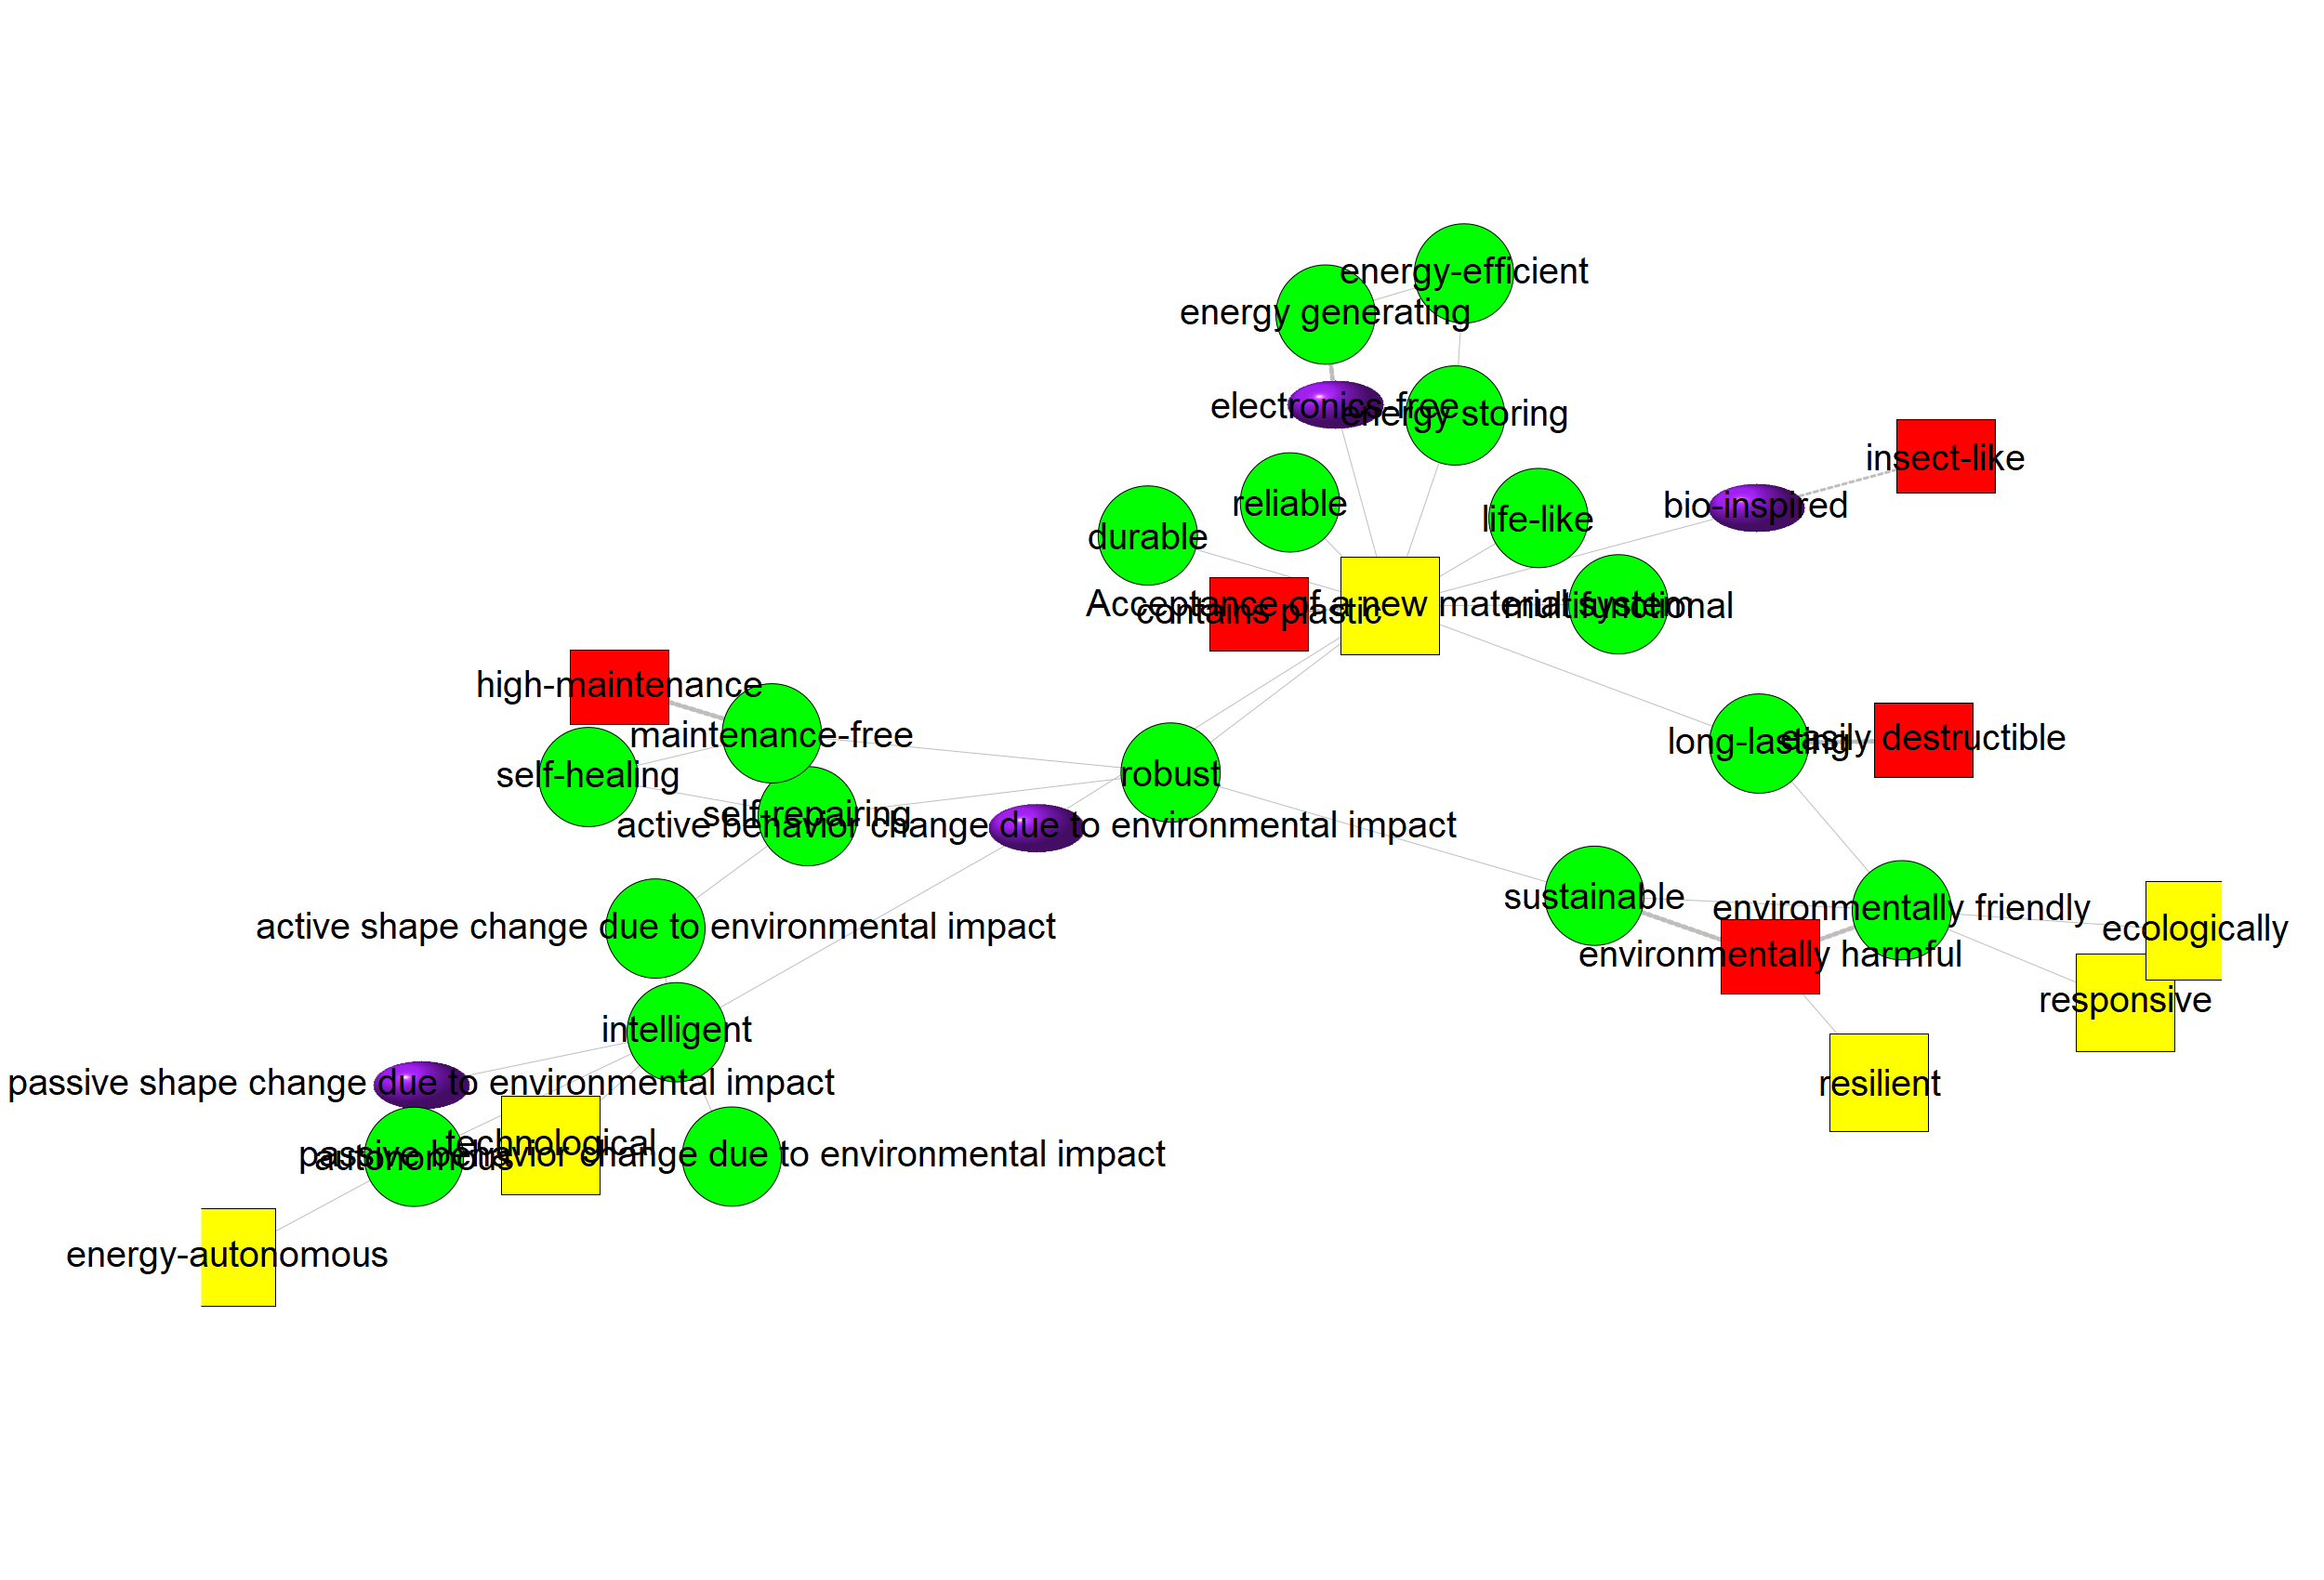 energy-efficient
energy generating
electronics-free
energy storing
insect-like
reliable
life-like
bio-inspired
durable
Acceptance of a new material system
contains plastic
multifunctional
high-maintenance
maintenance-free
long-lasting
easily destructible
self-healing
robust
self-repairing
active behavior change due to environmental impact
sustainable
environmentally friendly
active shape change due to environmental impact
ecologically
environmentally harmful
responsive
intelligent
passive shape change due to environmental impact
resilient
technological
passive behavior change due to environmental impact
autonomous
energy-autonomous